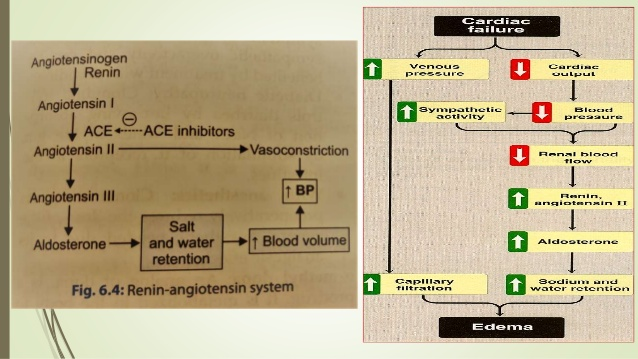 Angiotensinogen
Renin
Angiotensin I
ACE
ACE inhibitors
Angiotensin II
Vasoconstriction
↑ BP
Angiotensin III
Aldosterone
Salt
and water
retention
↑ Blood volume
Fig. 6.4: Renin-angiotensin system
Cardiac
failure
Venous
pressure
Cardiac
output
Sympathetic
activity
Blood
pressure
Renal blood
flow
Renin,
angiotensin II
Aldosterone
Capillary
filtration
Sodium and
water retention
Edema